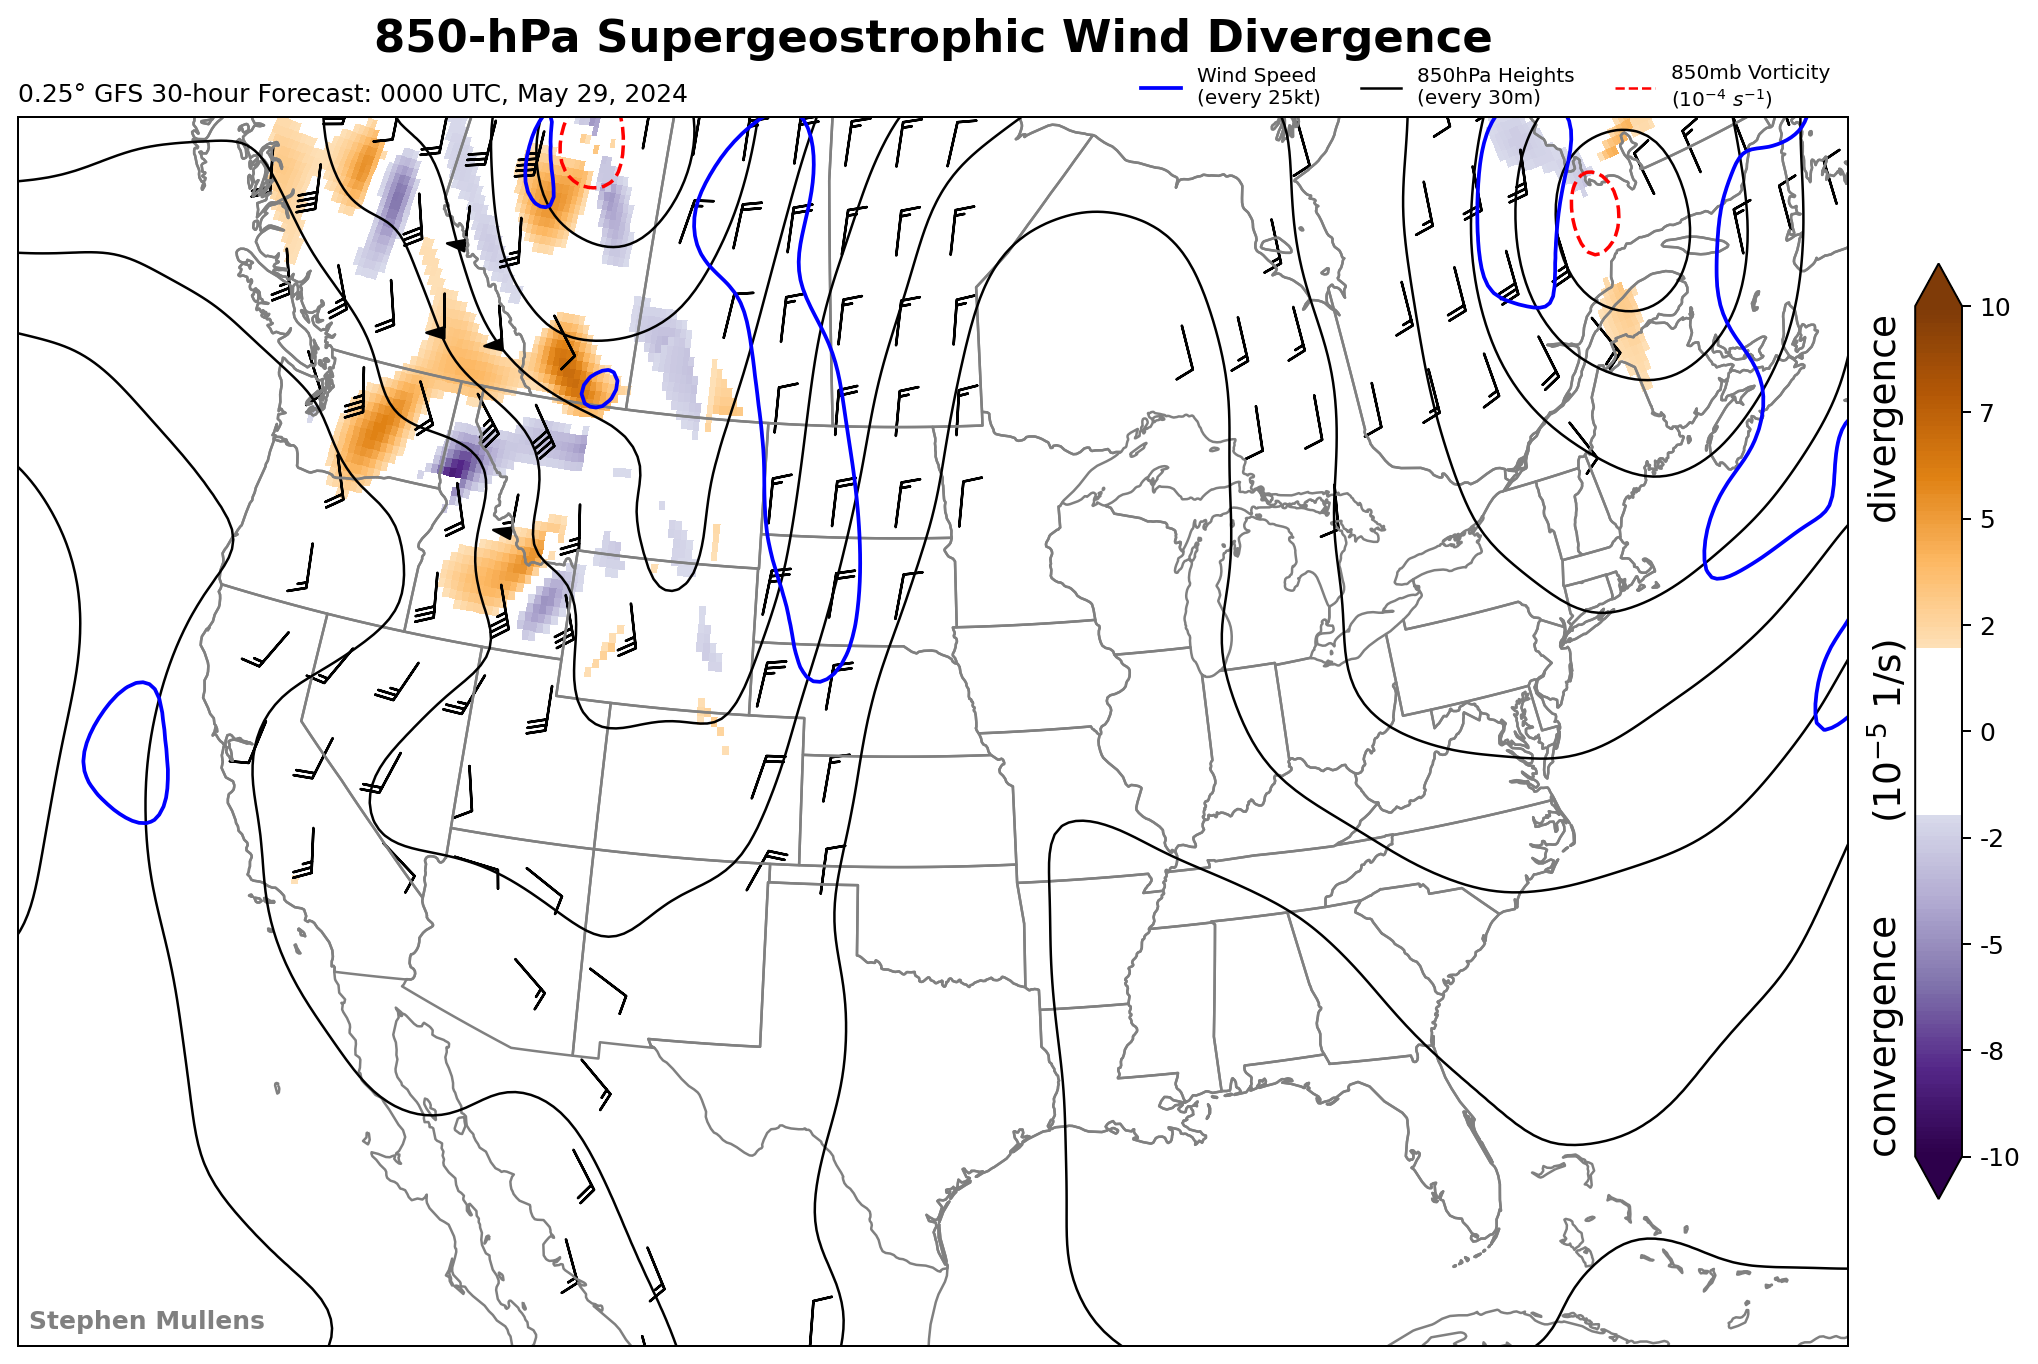 850-hPa Supergeostrophic Wind Divergence
0.25° GFS 30-hour Forecast: 0000 UTC, May 29, 2024
Wind Speed
(every 25kt)
850hPa Heights
(every 30m)
850mb Vorticity
(10⁻⁴ s⁻¹)
10
7
5
2
0
-2
-5
-8
-10
convergence (10⁻⁵ 1/s) divergence
Stephen Mullens